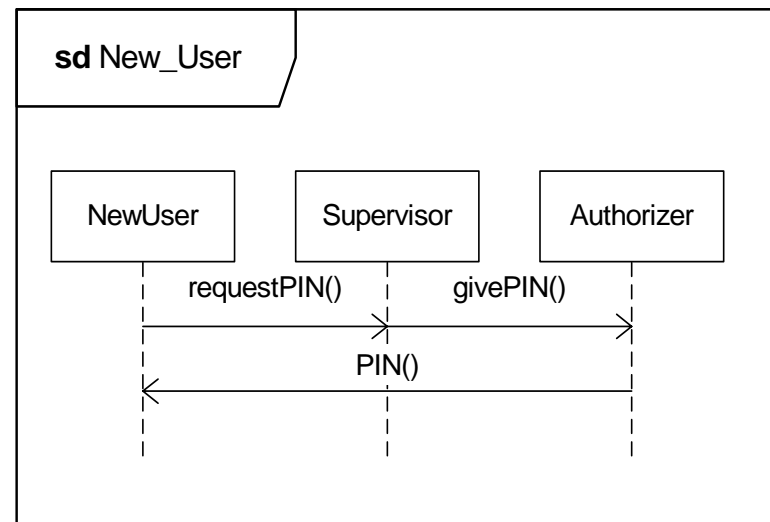 sd New_User
NewUser
Supervisor
Authorizer
requestPIN()
givePIN()
PIN()